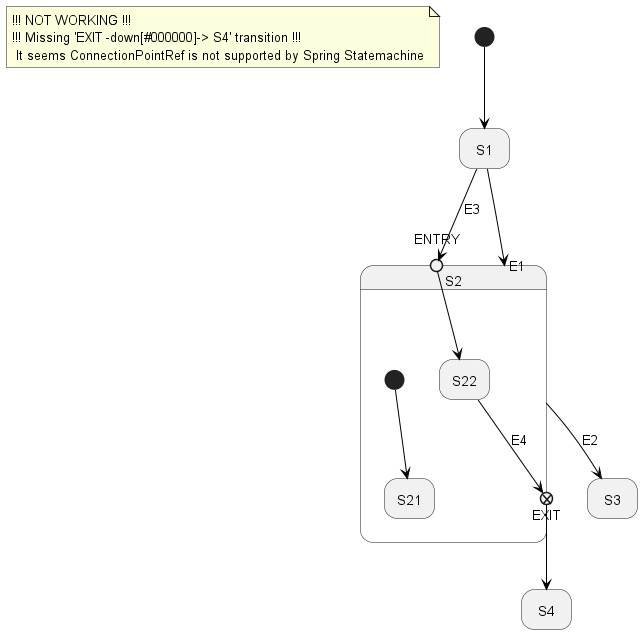 !!! NOT WORKING !!!
!!! Missing 'EXIT -down[#000000]-> S4' transition !!!
It seems ConnectionPointRef is not supported by Spring Statemachine
S1
E3
ENTRY
E1
S2
S22
E4
E2
S21
S3
EXIT
S4